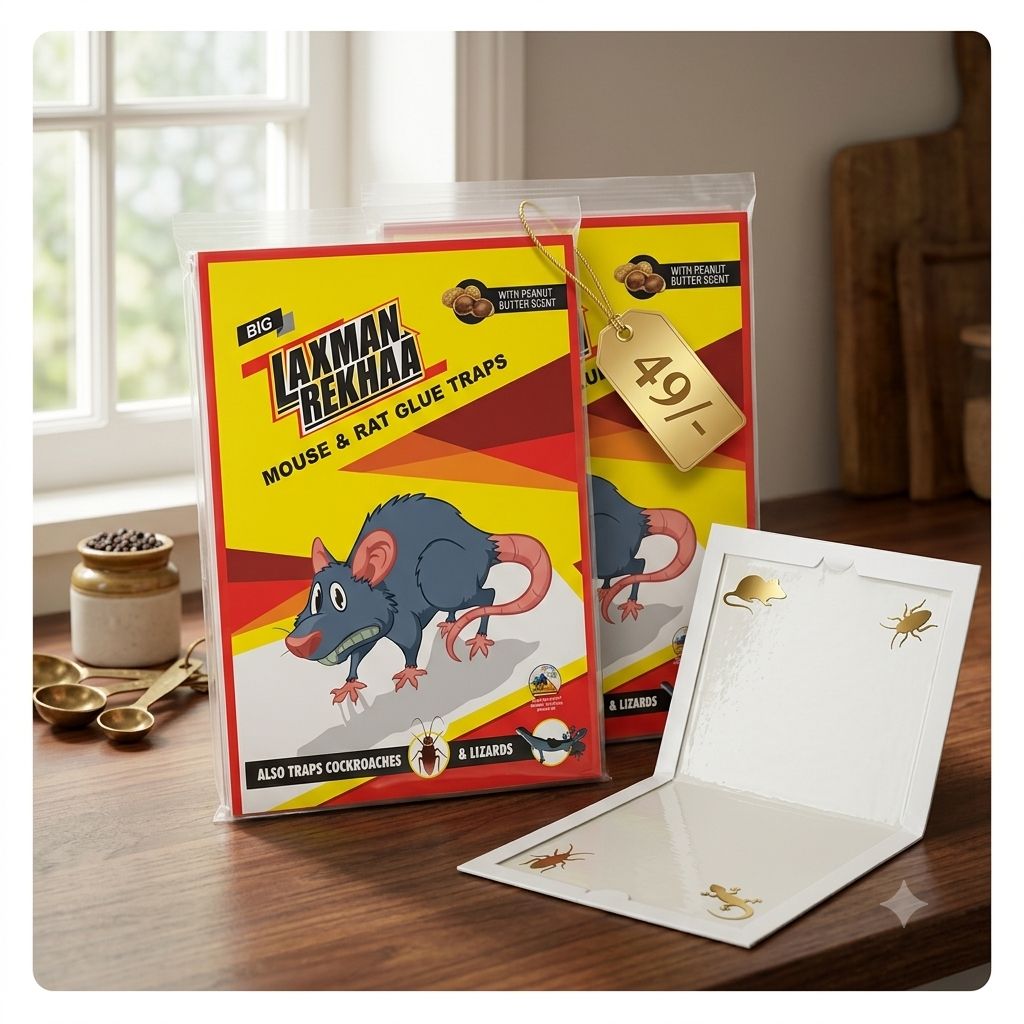 BIG
LAXMAN
REKHAA
MOUSE & RAT GLUE TRAPS
WITH PEANUT
BUTTER SCENT
ALSO TRAPS COCKROACHES
& LIZARDS
WITH PEANUT
BUTTER SCENT
49/-
& LIZARDS